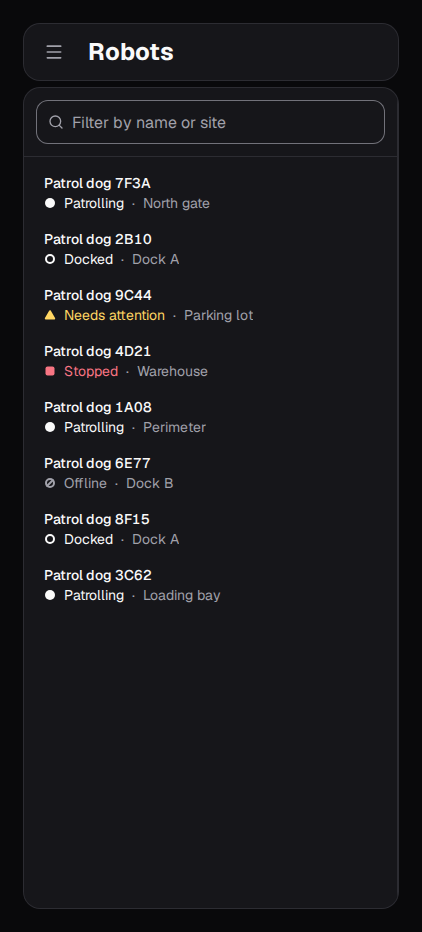 Robots
Filter by name or site
Patrol dog 7F3A
Patrolling · North gate
Patrol dog 2B10
Docked · Dock A
Patrol dog 9C44
Needs attention · Parking lot
Patrol dog 4D21
Stopped · Warehouse
Patrol dog 1A08
Patrolling · Perimeter
Patrol dog 6E77
Offline · Dock B
Patrol dog 8F15
Docked · Dock A
Patrol dog 3C62
Patrolling · Loading bay